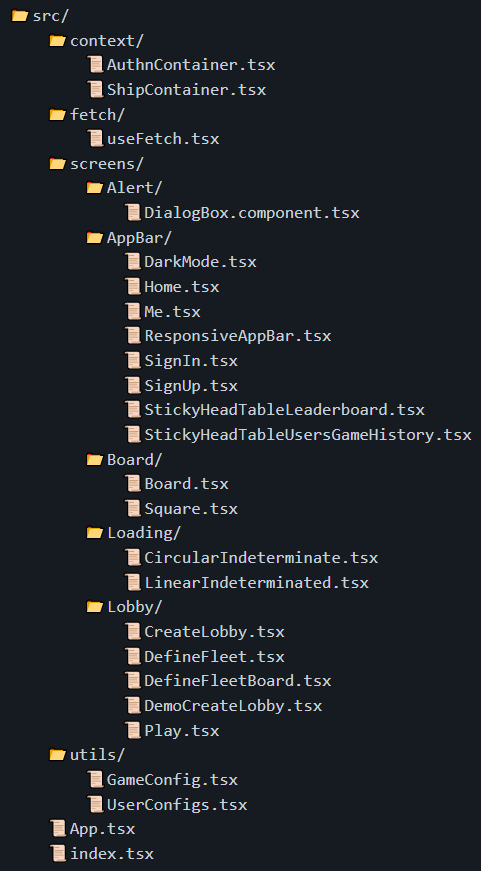 src/
context/
AuthnContainer.tsx
ShipContainer.tsx
fetch/
useFetch.tsx
screens/
Alert/
DialogBox.component.tsx
AppBar/
DarkMode.tsx
Home.tsx
Me.tsx
ResponsiveAppBar.tsx
SignIn.tsx
SignUp.tsx
StickyHeadTableLeaderboard.tsx
StickyHeadTableUsersGameHistory.tsx
Board/
Board.tsx
Square.tsx
Loading/
CircularIndeterminate.tsx
LinearIndeterminated.tsx
Lobby/
CreateLobby.tsx
DefineFleet.tsx
DefineFleetBoard.tsx
DemoCreateLobby.tsx
Play.tsx
utils/
GameConfig.tsx
UserConfigs.tsx
App.tsx
index.tsx